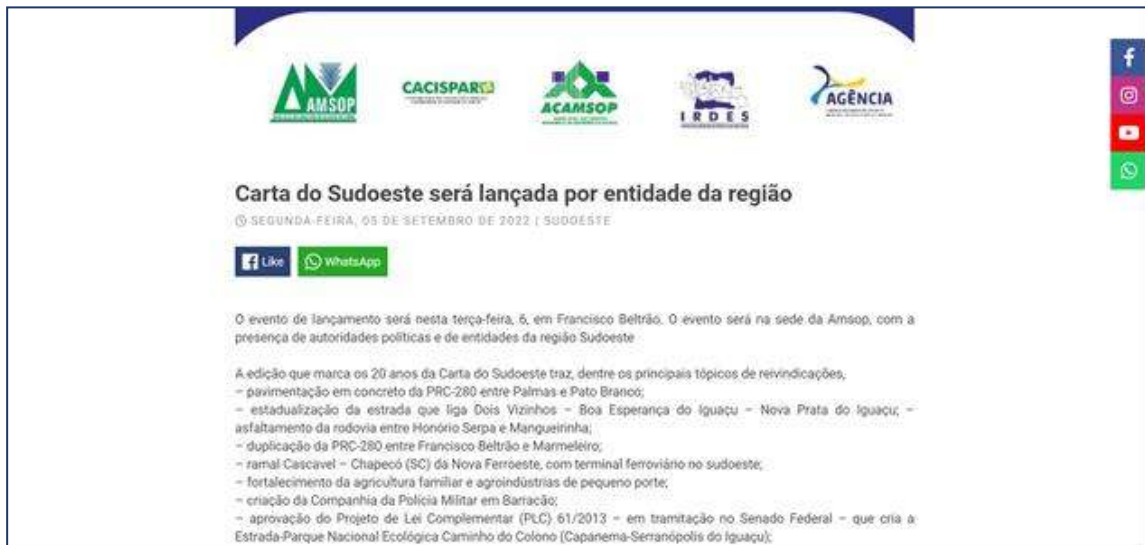 AMSOP
CACISPAR
ACAMSOP
IRDES
AGÊNCIA
Carta do Sudoeste será lançada por entidade da região
SEGUNDA-FEIRA, 05 DE SETEMBRO DE 2022 | SUDOESTE
Like WhatsApp
O evento de lançamento será nesta terça-feira, 6, em Francisco Beltrão. O evento será na sede da Amsop, com a
presença de autoridades políticas e de entidades da região Sudoeste
A edição que marca os 20 anos da Carta do Sudoeste traz, dentre os principais tópicos de reivindicações,
– pavimentação em concreto da PRC-280 entre Palmas e Pato Branco;
– estadualização da estrada que liga Dois Vizinhos – Boa Esperança do Iguaçu – Nova Prata do Iguaçu; –
asfaltamento da rodovia entre Honório Serpa e Mangueirinha;
– duplicação da PRC-280 entre Francisco Beltrão e Marmeleiro;
– ramal Cascavel – Chapecó (SC) da Nova Ferroeste, com terminal ferroviário no sudoeste;
– fortalecimento da agricultura familiar e agroindústrias de pequeno porte;
– criação da Companhia da Polícia Militar em Barracão;
– aprovação do Projeto de Lei Complementar (PLC) 61/2013 – em tramitação no Senado Federal – que cria a
Estrada-Parque Nacional Ecológica Caminho do Colono (Capanema-Serranópolis do Iguaçu);